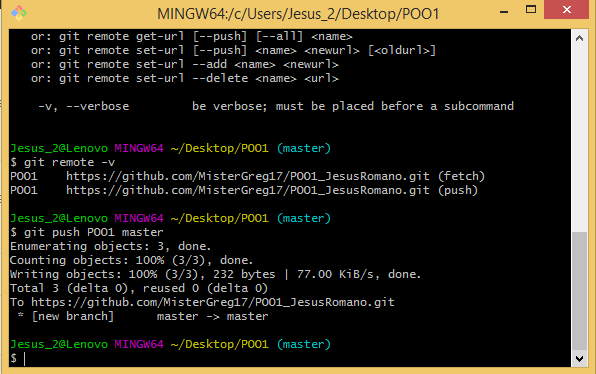 MINGW64:/c/Users/Jesus_2/Desktop/POO1
or: git remote get-url [--push] [--all] <name>
or: git remote set-url [--push] <name> <newurl> [<oldurl>]
or: git remote set-url --add <name> <newurl>
or: git remote set-url --delete <name> <url>
-v, --verbose         be verbose; must be placed before a subcommand
Jesus_2@Lenovo MINGW64 ~/Desktop/POO1 (master)
$ git remote -v
POO1    https://github.com/MisterGreg17/POO1_JesusRomano.git (fetch)
POO1    https://github.com/MisterGreg17/POO1_JesusRomano.git (push)
Jesus_2@Lenovo MINGW64 ~/Desktop/POO1 (master)
$ git push POO1 master
Enumerating objects: 3, done.
Counting objects: 100% (3/3), done.
Writing objects: 100% (3/3), 232 bytes | 77.00 KiB/s, done.
Total 3 (delta 0), reused 0 (delta 0)
To https://github.com/MisterGreg17/POO1_JesusRomano.git
 * [new branch]      master -> master
Jesus_2@Lenovo MINGW64 ~/Desktop/POO1 (master)
$